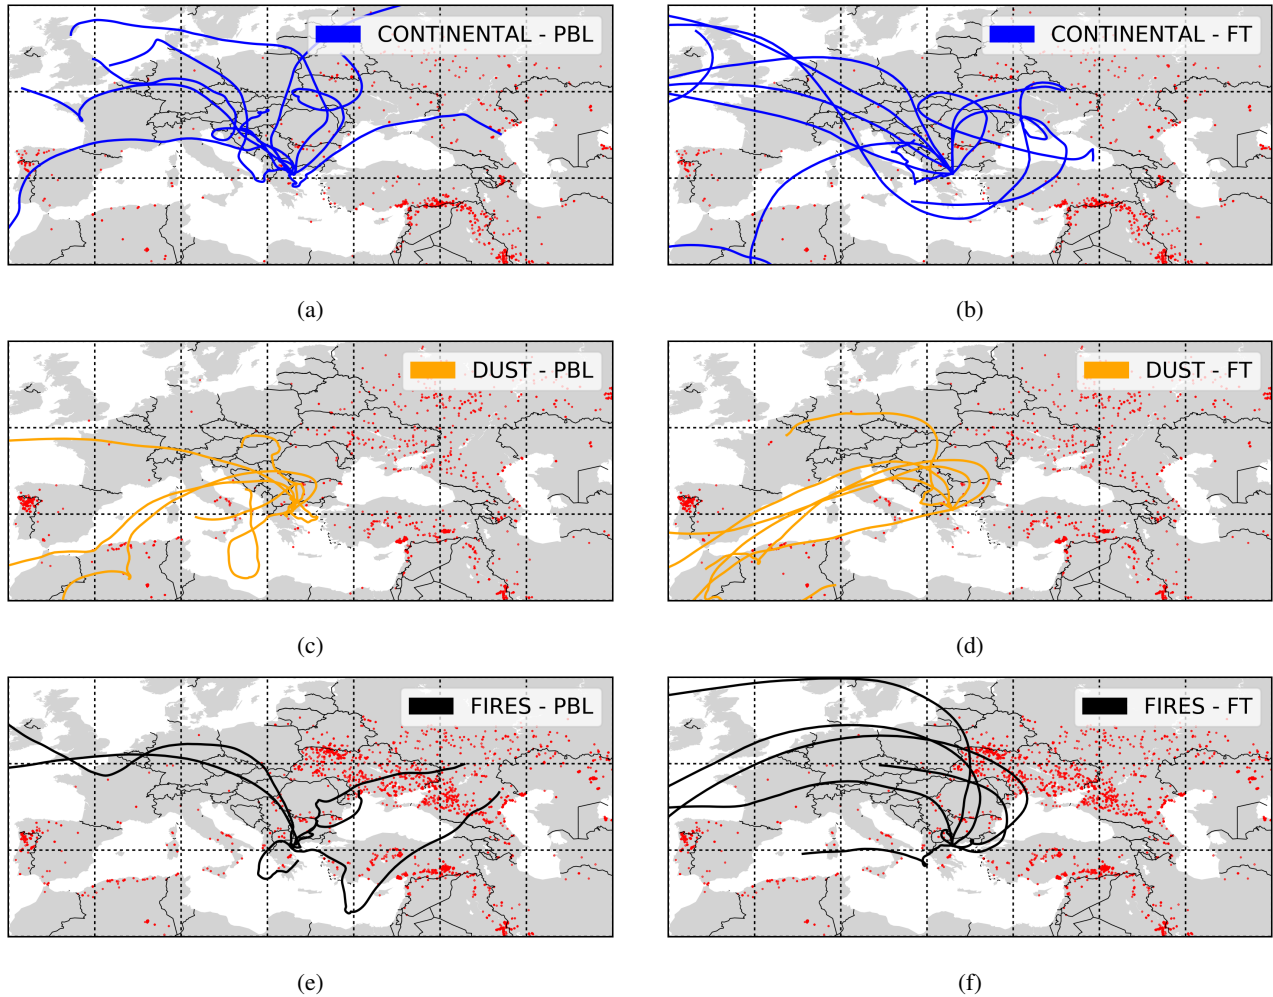 CONTINENTAL - PBL
CONTINENTAL - FT
(a)
(b)
DUST - PBL
DUST - FT
(c)
(d)
FIRES - PBL
FIRES - FT
(e)
(f)